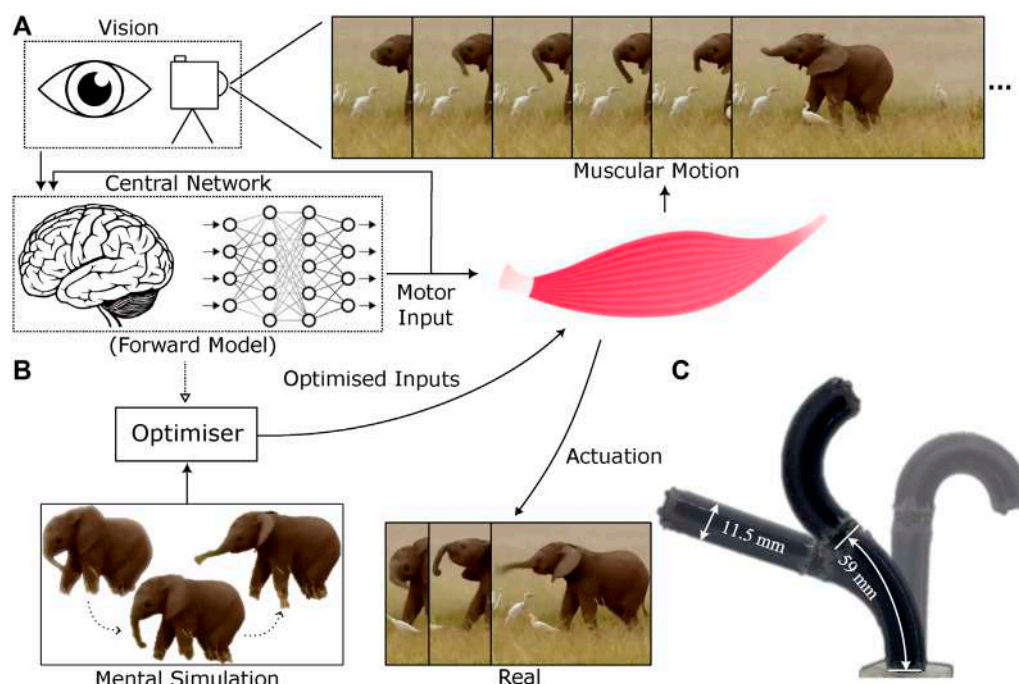 A
Vision
...
Muscular Motion
Central Network
Motor
Input
(Forward Model)
B
Optimised Inputs
C
Optimiser
Actuation
11.5 mm
59 mm
Mental Simulation
Real